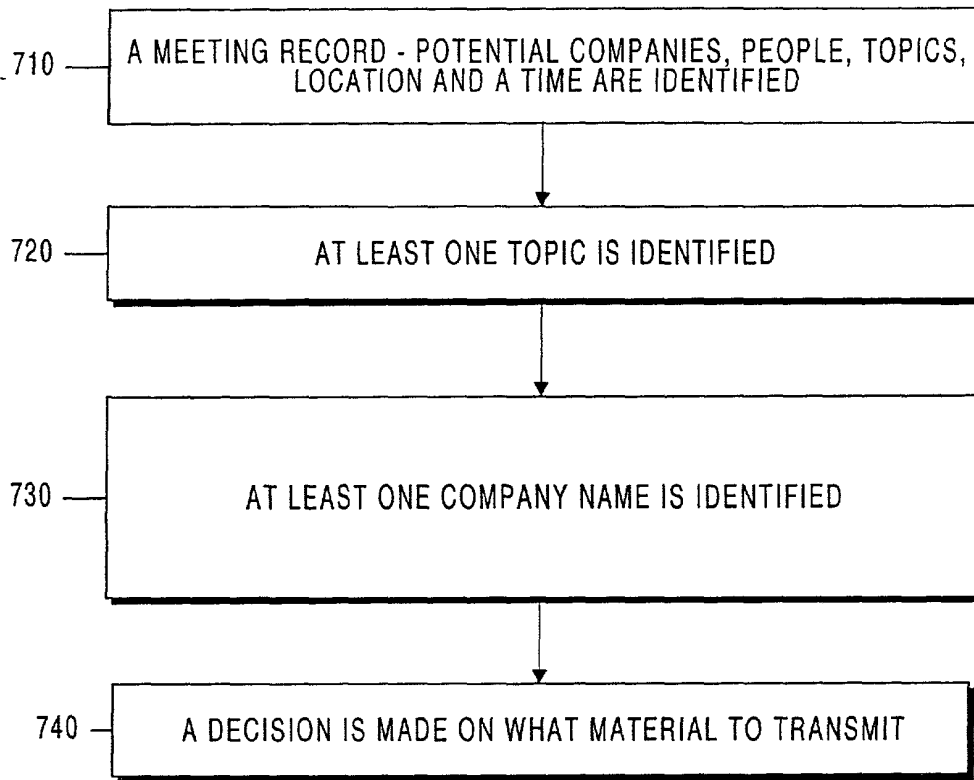 710
A MEETING RECORD - POTENTIAL COMPANIES, PEOPLE, TOPICS,
LOCATION AND A TIME ARE IDENTIFIED
720
AT LEAST ONE TOPIC IS IDENTIFIED
730
AT LEAST ONE COMPANY NAME IS IDENTIFIED
740
A DECISION IS MADE ON WHAT MATERIAL TO TRANSMIT